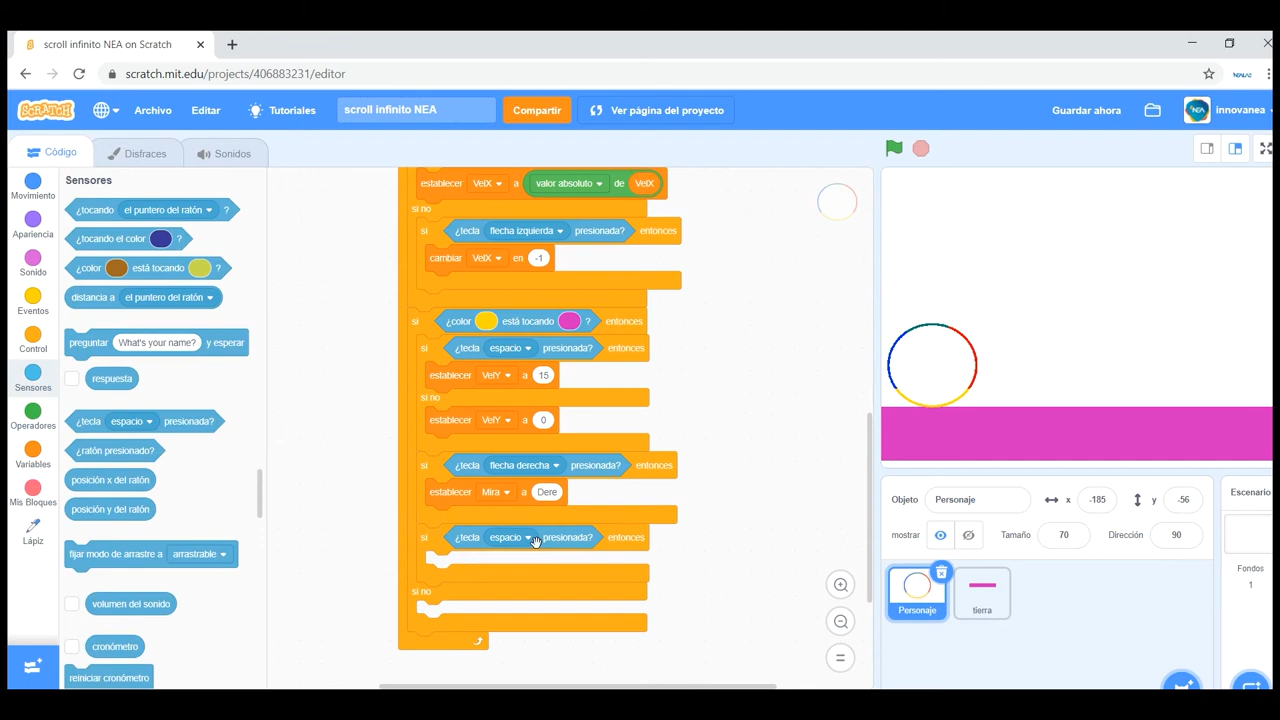 scroll infinito NEA on Scratch
scratch.mit.edu/projects/406883231/editor
SCRATCH Archivo Editar Tutoriales scroll infinito NEA Compartir Ver página del proyecto Guardar ahora innovanea
Código Disfraces Sonidos
Movimiento
Apariencia
Sonido
Eventos
Control
Sensores
Operadores
Variables
Mis Bloques
Lápiz
Sensores
¿tocando el puntero del ratón ?
¿tocando el color ?
¿color está tocando ?
distancia a el puntero del ratón
preguntar What's your name? y esperar
respuesta
¿tecla espacio presionada?
¿ratón presionado?
posición x del ratón
posición y del ratón
fijar modo de arrastre a arrastrable
volumen del sonido
cronómetro
reiniciar cronómetro
establecer VelX a valor absoluto de VelX
si no
si ¿tecla flecha izquierda presionada? entonces
cambiar VelX en -1
si ¿color está tocando ? entonces
si ¿tecla espacio presionada? entonces
establecer VelY a 15
si no
establecer VelY a 0
si ¿tecla flecha derecha presionada? entonces
establecer Mira a Dere
si ¿tecla espacio presionada? entonces
si no
Objeto Personaje x -185 y -56
mostrar Tamaño 70 Dirección 90
Personaje
tierra
Escenario
Fondos
1